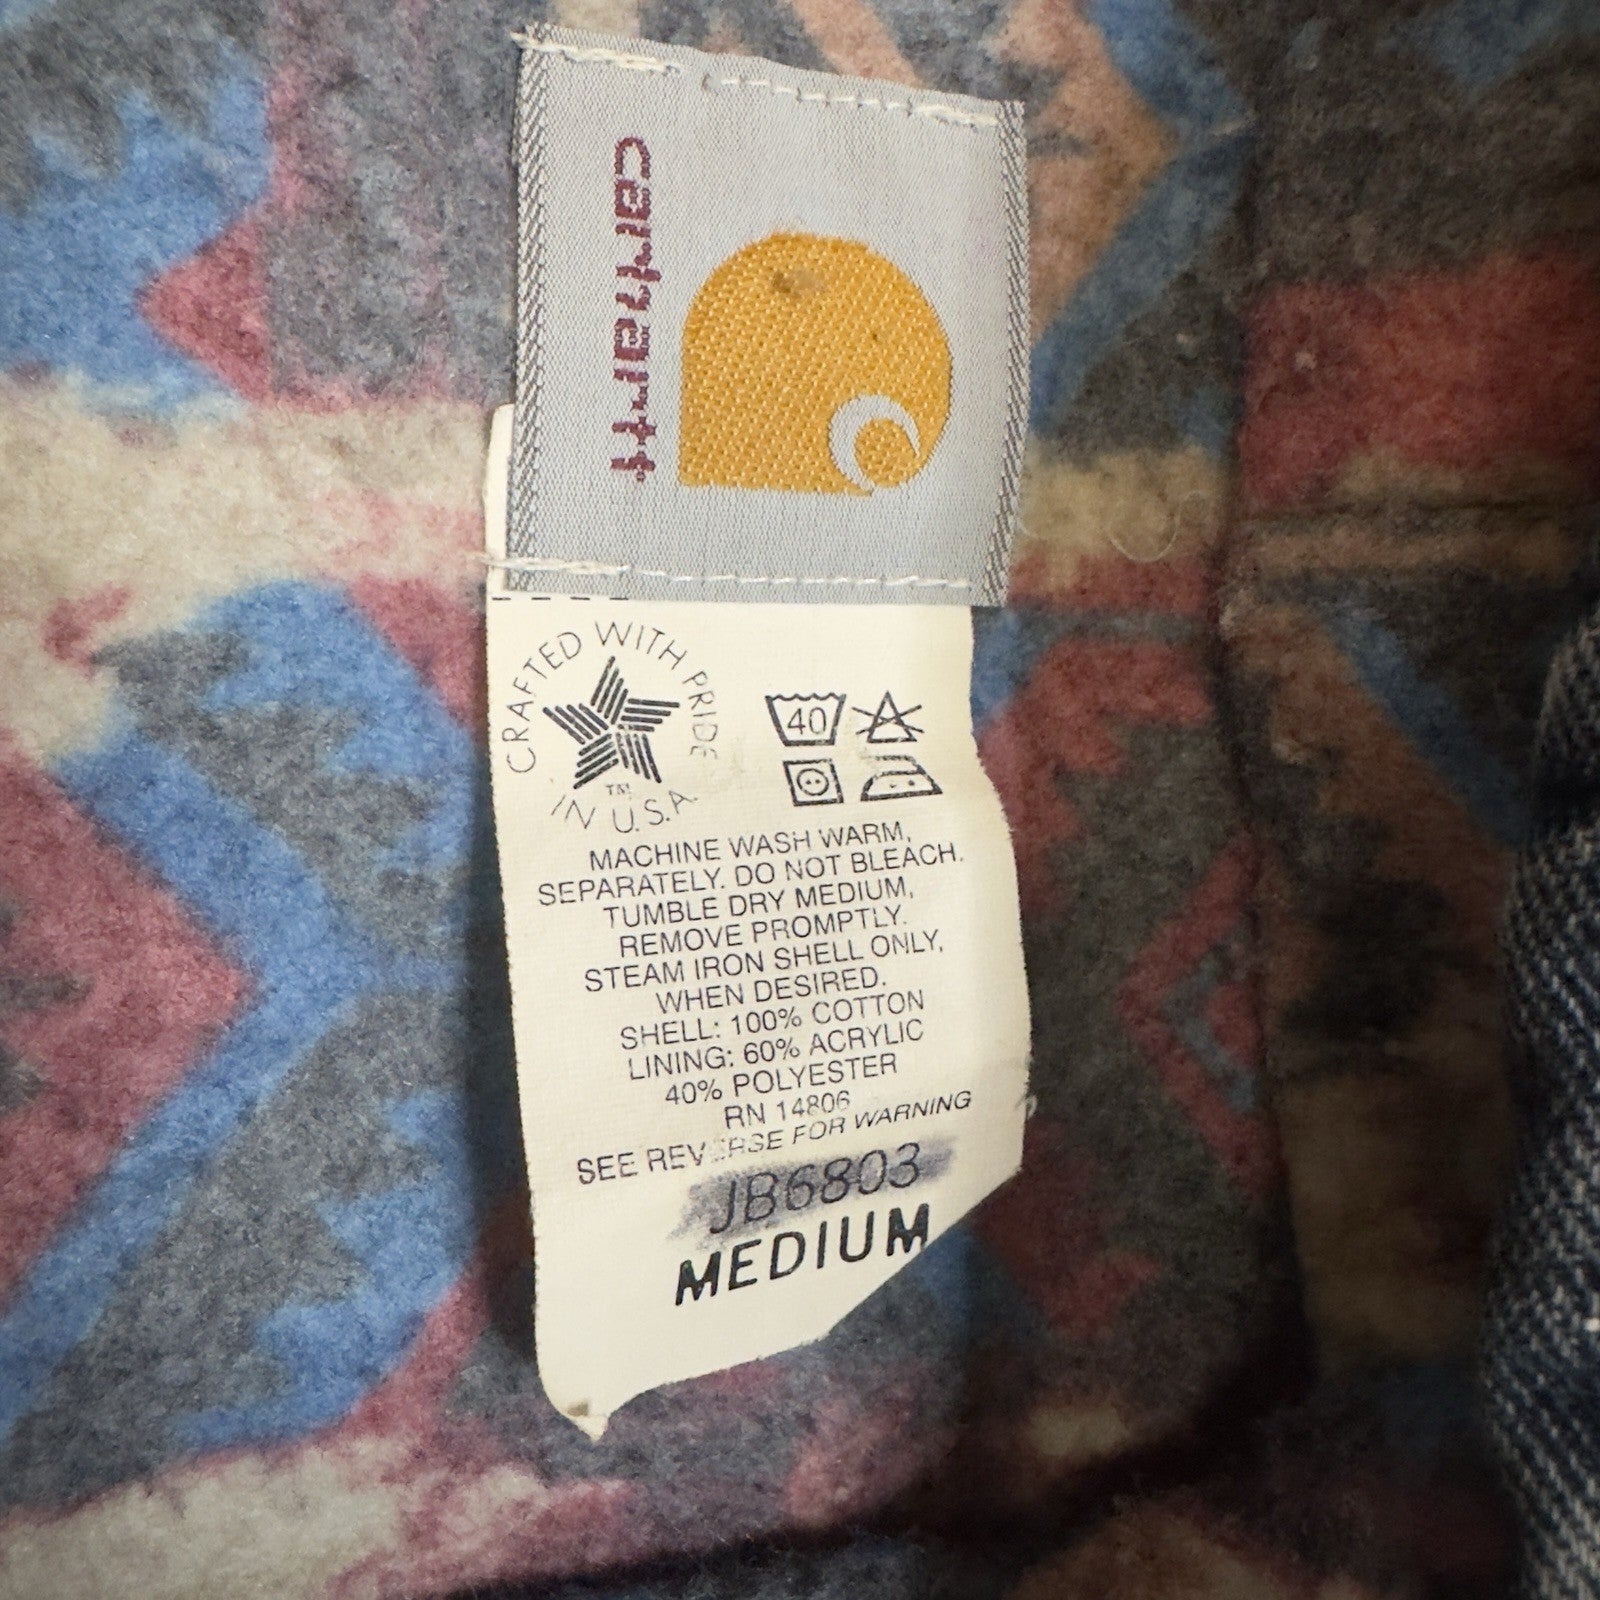 carhartt
CRAFTED WITH PRIDE
IN U.S.A.
TM
40
MACHINE WASH WARM,
SEPARATELY. DO NOT BLEACH.
TUMBLE DRY MEDIUM,
REMOVE PROMPTLY.
STEAM IRON SHELL ONLY,
WHEN DESIRED.
SHELL: 100% COTTON
LINING: 60% ACRYLIC
40% POLYESTER
RN 14806
SEE REVERSE FOR WARNING
JB6803
MEDIUM